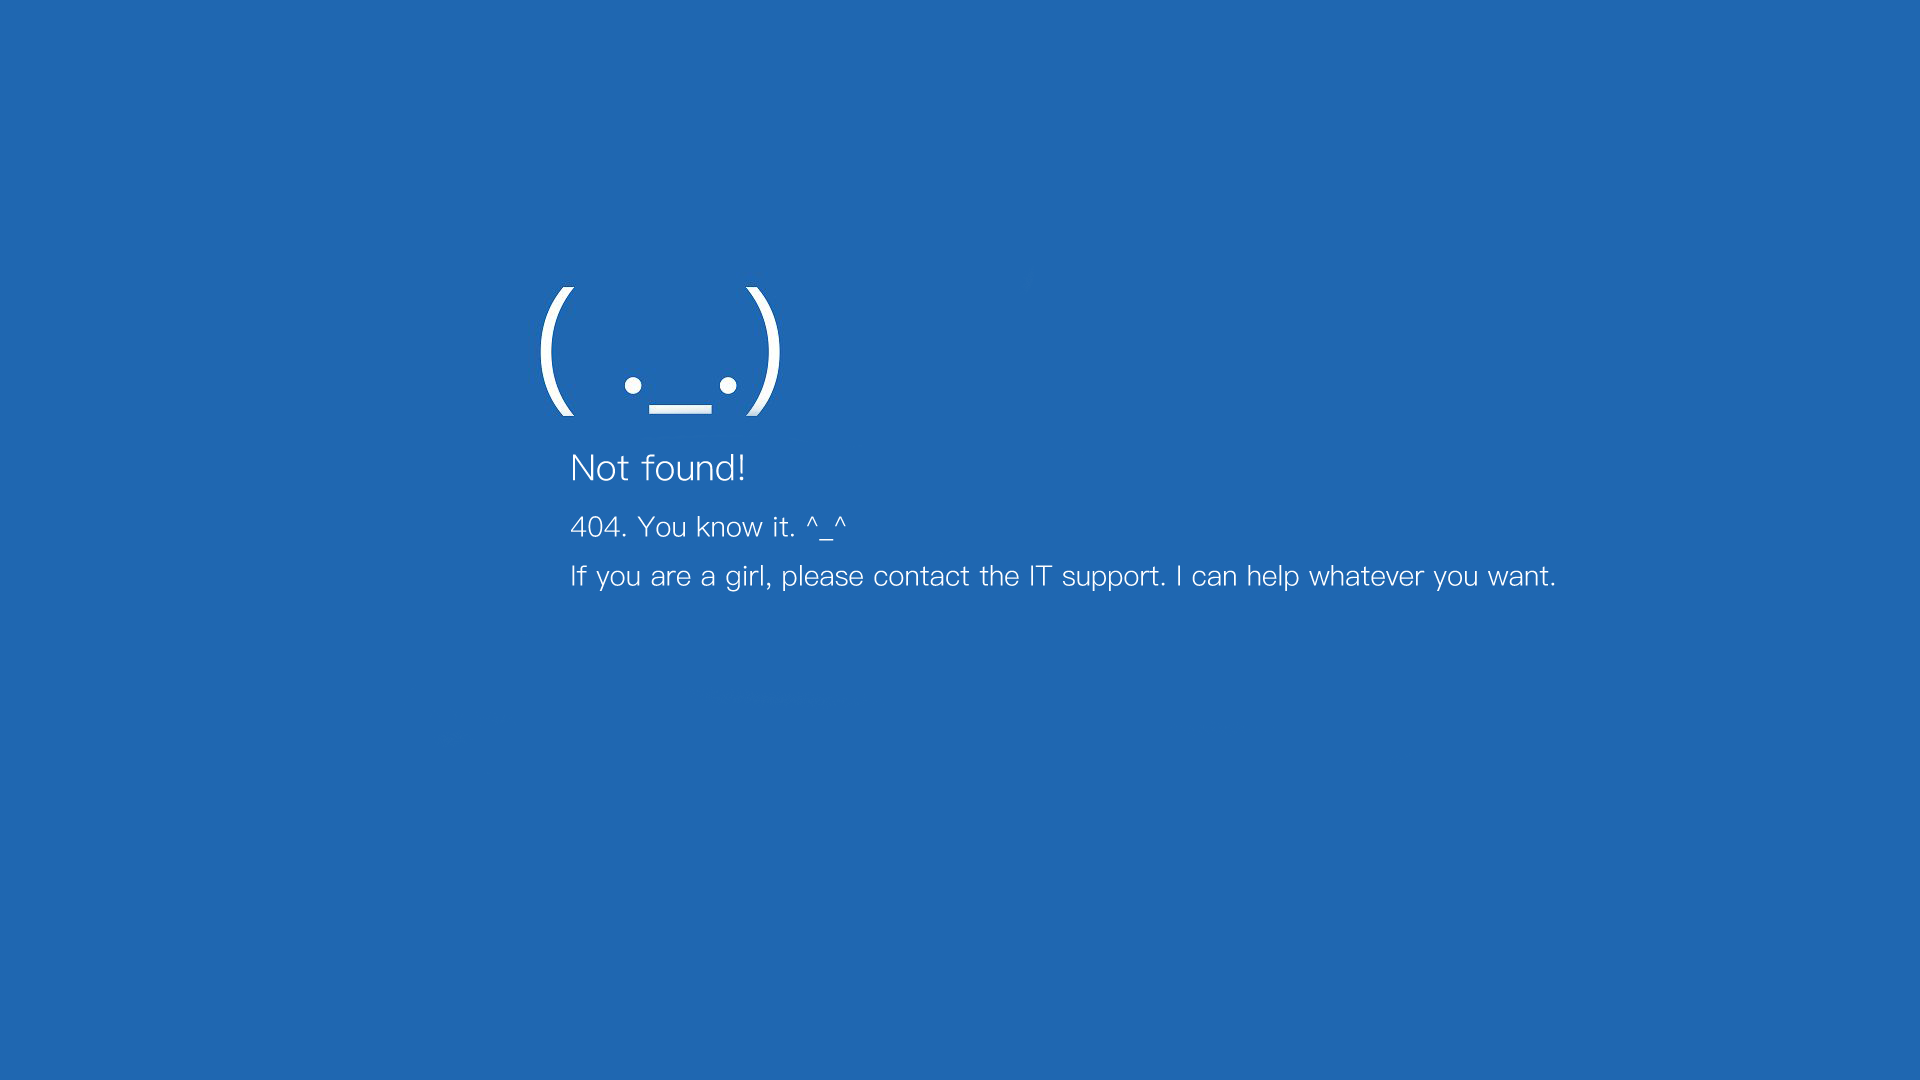 ( ._.)
Not found!
404. You know it. ^_^
If you are a girl, please contact the IT support. I can help whatever you want.